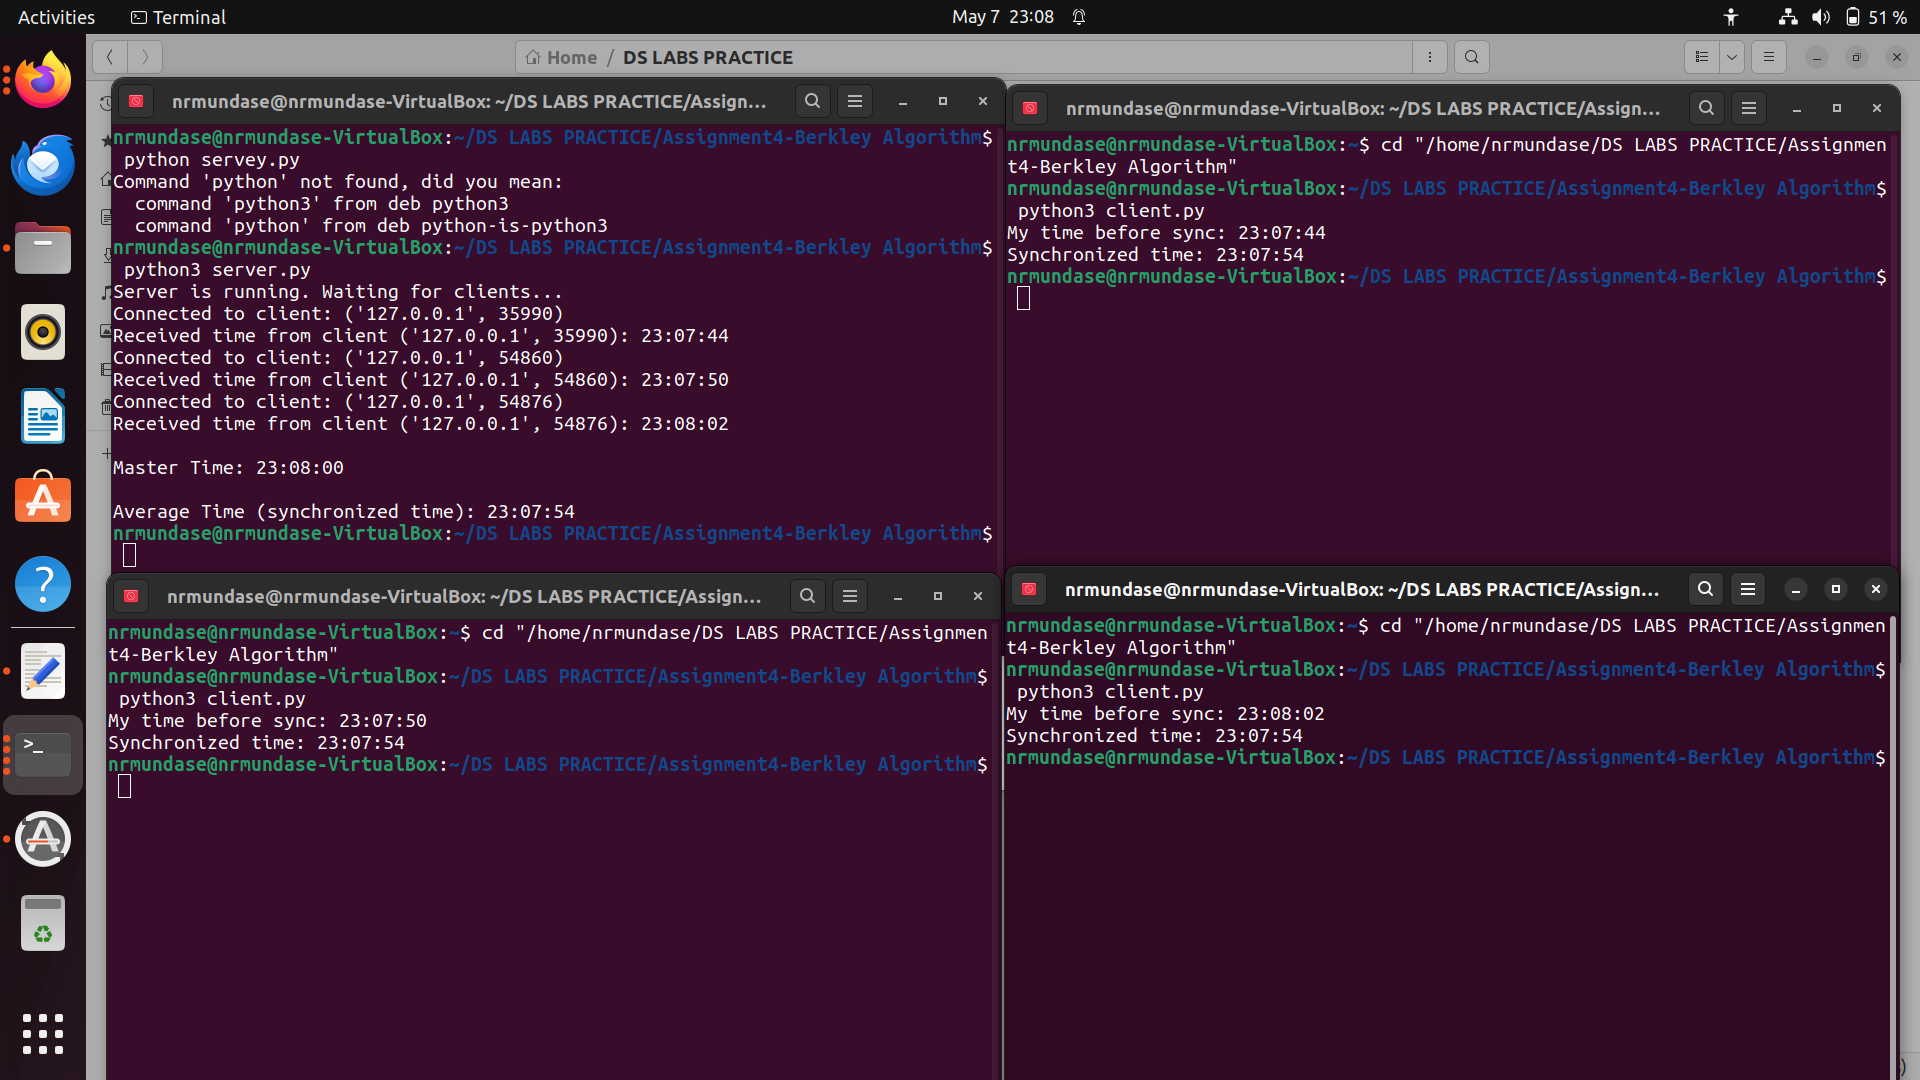 Activities
Terminal
May 7 23:08
51 %
Home / DS LABS PRACTICE
nrmundase@nrmundase-VirtualBox: ~/DS LABS PRACTICE/Assign...
nrmundase@nrmundase-VirtualBox:~/DS LABS PRACTICE/Assignment4-Berkley Algorithm$
python servey.py
Command 'python' not found, did you mean:
command 'python3' from deb python3
command 'python' from deb python-is-python3
nrmundase@nrmundase-VirtualBox:~/DS LABS PRACTICE/Assignment4-Berkley Algorithm$
python3 server.py
Server is running. Waiting for clients...
Connected to client: ('127.0.0.1', 35990)
Received time from client ('127.0.0.1', 35990): 23:07:44
Connected to client: ('127.0.0.1', 54860)
Received time from client ('127.0.0.1', 54860): 23:07:50
Connected to client: ('127.0.0.1', 54876)
Received time from client ('127.0.0.1', 54876): 23:08:02
Master Time: 23:08:00
Average Time (synchronized time): 23:07:54
nrmundase@nrmundase-VirtualBox:~/DS LABS PRACTICE/Assignment4-Berkley Algorithm$
nrmundase@nrmundase-VirtualBox: ~/DS LABS PRACTICE/Assign...
nrmundase@nrmundase-VirtualBox:~$ cd "/home/nrmundase/DS LABS PRACTICE/Assignmen
t4-Berkley Algorithm"
nrmundase@nrmundase-VirtualBox:~/DS LABS PRACTICE/Assignment4-Berkley Algorithm$
python3 client.py
My time before sync: 23:07:44
Synchronized time: 23:07:54
nrmundase@nrmundase-VirtualBox:~/DS LABS PRACTICE/Assignment4-Berkley Algorithm$
nrmundase@nrmundase-VirtualBox: ~/DS LABS PRACTICE/Assign...
nrmundase@nrmundase-VirtualBox:~$ cd "/home/nrmundase/DS LABS PRACTICE/Assignmen
t4-Berkley Algorithm"
nrmundase@nrmundase-VirtualBox:~/DS LABS PRACTICE/Assignment4-Berkley Algorithm$
python3 client.py
My time before sync: 23:07:50
Synchronized time: 23:07:54
nrmundase@nrmundase-VirtualBox:~/DS LABS PRACTICE/Assignment4-Berkley Algorithm$
nrmundase@nrmundase-VirtualBox: ~/DS LABS PRACTICE/Assign...
nrmundase@nrmundase-VirtualBox:~$ cd "/home/nrmundase/DS LABS PRACTICE/Assignmen
t4-Berkley Algorithm"
nrmundase@nrmundase-VirtualBox:~/DS LABS PRACTICE/Assignment4-Berkley Algorithm$
python3 client.py
My time before sync: 23:08:02
Synchronized time: 23:07:54
nrmundase@nrmundase-VirtualBox:~/DS LABS PRACTICE/Assignment4-Berkley Algorithm$